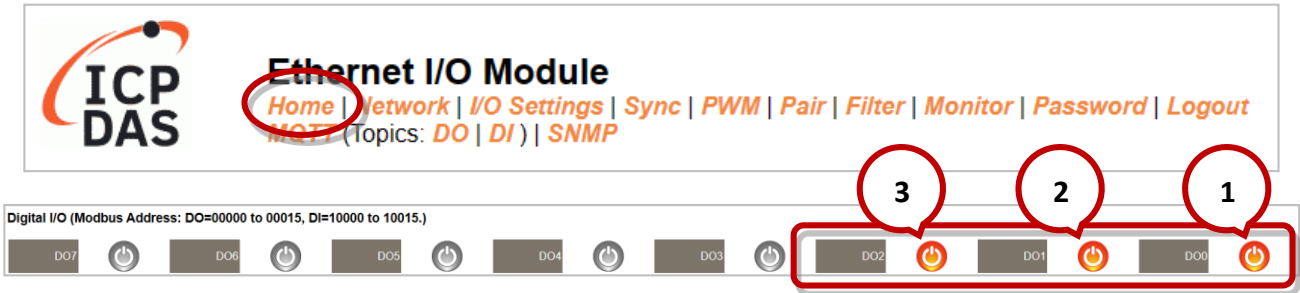 ICP
DAS
Ethernet I/O Module
Home | Network | I/O Settings | Sync | PWM | Pair | Filter | Monitor | Password | Logout
MQTT (Topics: DO | DI ) | SNMP
3
2
1
Digital I/O (Modbus Address: DO=00000 to 00015, DI=10000 to 10015.)
DO7 DO6 DO5 DO4 DO3 DO2 DO1 DO0